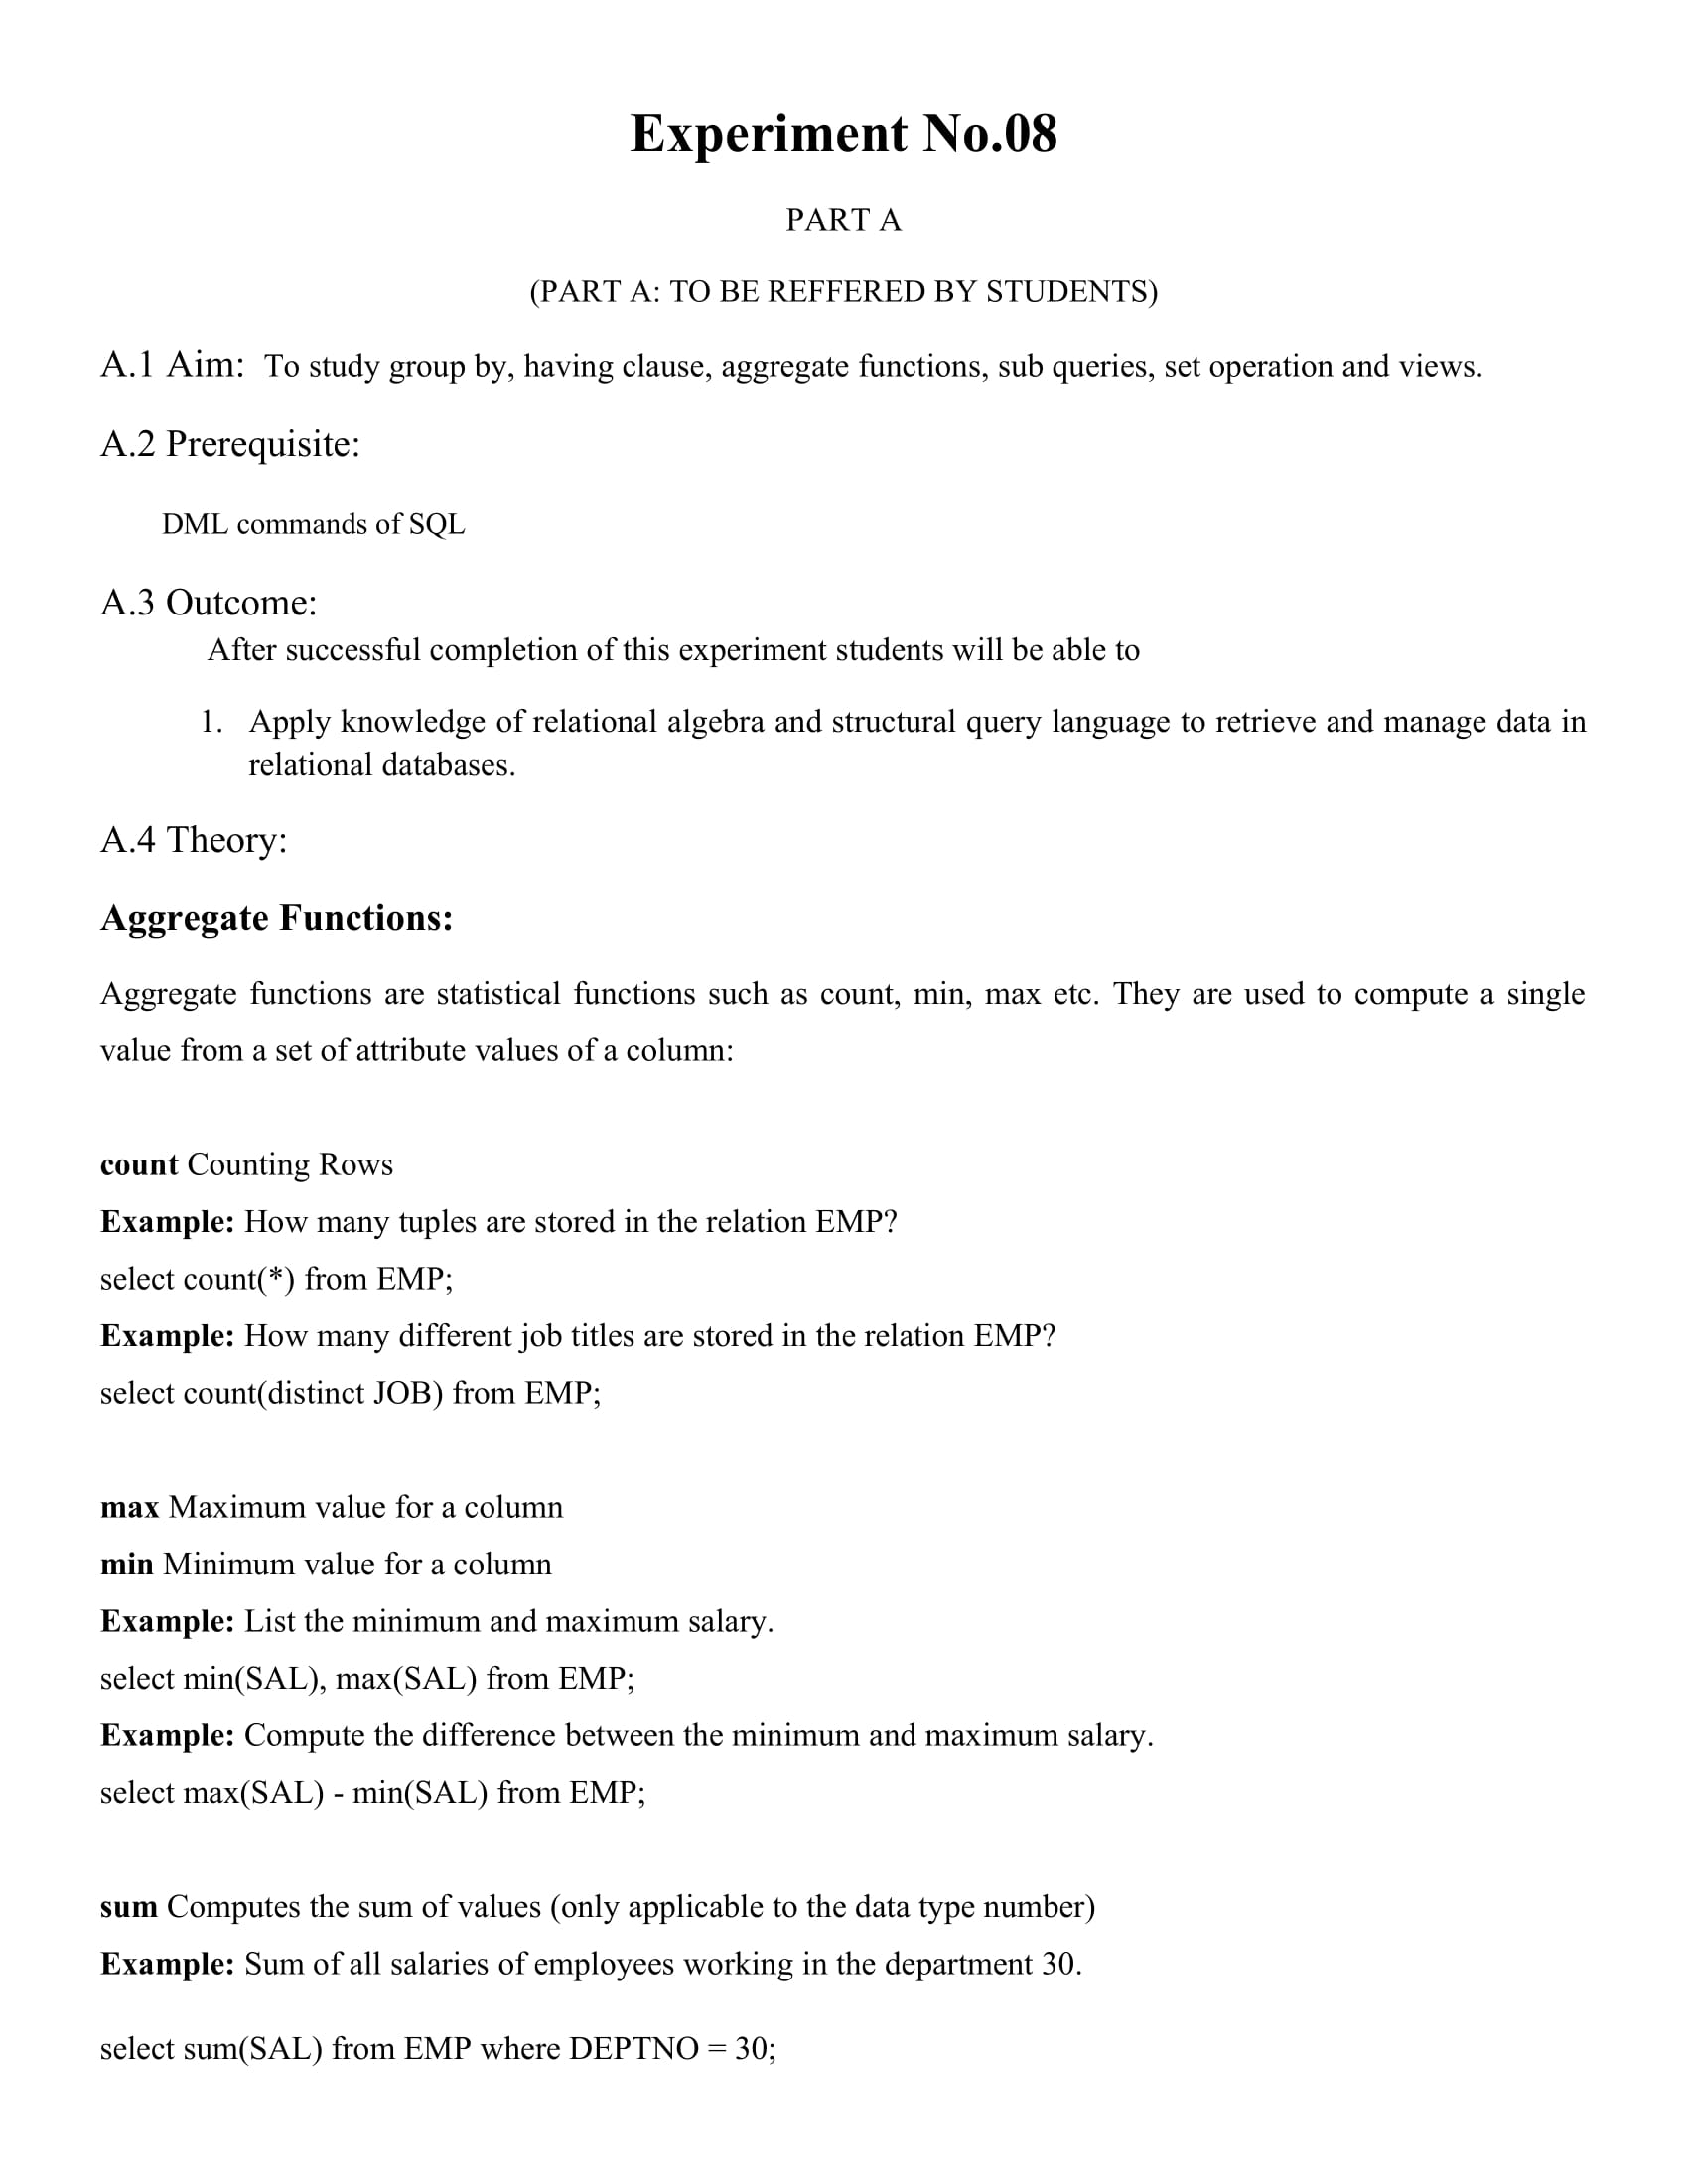 Experiment No.08
PART A
(PART A: TO BE REFFERED BY STUDENTS)
A.1 Aim: To study group by, having clause, aggregate functions, sub queries, set operation and views.
A.2 Prerequisite:
DML commands of SQL
A.3 Outcome:
After successful completion of this experiment students will be able to
1. Apply knowledge of relational algebra and structural query language to retrieve and manage data in
relational databases.
A.4 Theory:
Aggregate Functions:
Aggregate functions are statistical functions such as count, min, max etc. They are used to compute a single
value from a set of attribute values of a column:
count Counting Rows
Example: How many tuples are stored in the relation EMP?
select count(*) from EMP;
Example: How many different job titles are stored in the relation EMP?
select count(distinct JOB) from EMP;
max Maximum value for a column
min Minimum value for a column
Example: List the minimum and maximum salary.
select min(SAL), max(SAL) from EMP;
Example: Compute the difference between the minimum and maximum salary.
select max(SAL) - min(SAL) from EMP;
sum Computes the sum of values (only applicable to the data type number)
Example: Sum of all salaries of employees working in the department 30.
select sum(SAL) from EMP where DEPTNO = 30;